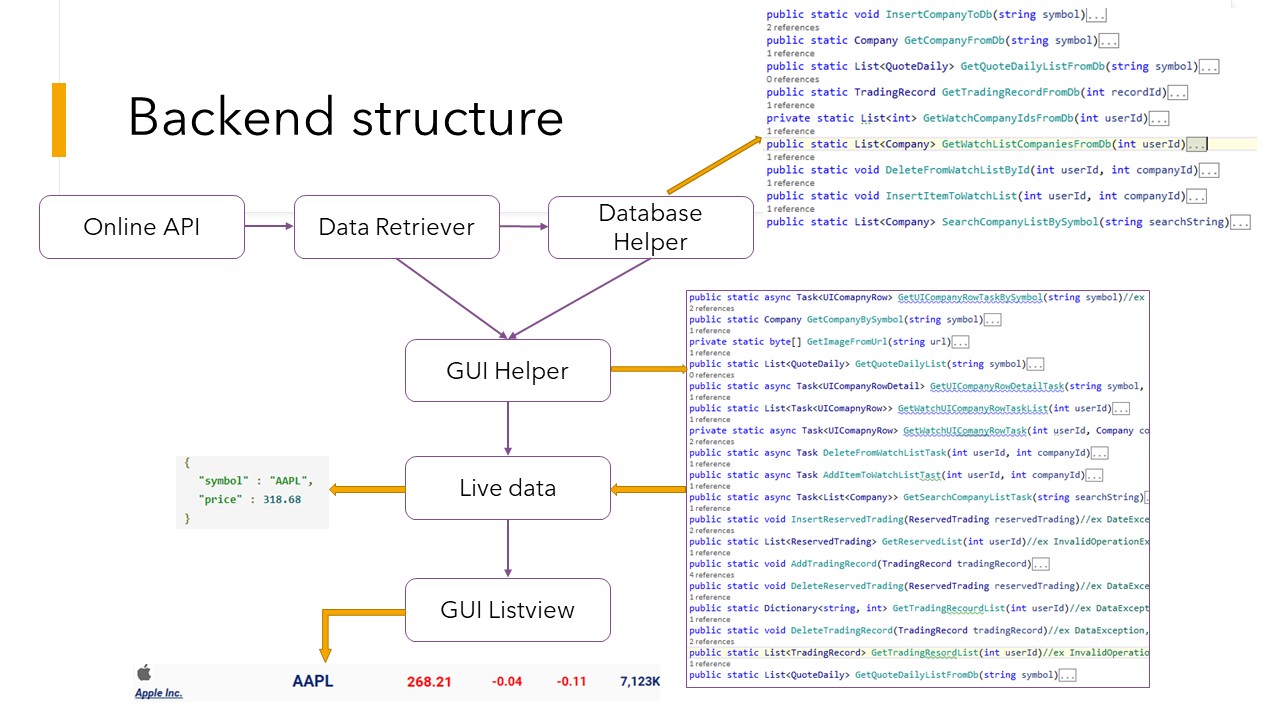 Backend structure
Online API
Data Retriever
Database
Helper
GUI Helper
Live data
GUI Listview
public static void InsertCompanyToDb(string symbol)...
2 references
public static Company GetCompanyFromDb(string symbol)...
1 reference
public static List<QuoteDaily> GetQuoteDailyListFromDb(string symbol)...
0 references
public static TradingRecord GetTradingRecordFromDb(int recordId)...
1 reference
private static List<int> GetWatchCompanyIdsFromDb(int userId)...
1 reference
public static List<Company> GetWatchListCompaniesFromDb(int userId)...
1 reference
public static void DeleteFromWatchListById(int userId, int companyId)...
1 reference
public static void InsertItemToWatchList(int userId, int companyId)...
1 reference
public static List<Company> SearchCompanyListBySymbol(string searchString)...
public static async Task<UIComapnyRow> GetUICompanyRowTaskBySymbol(string symbol)//ex
2 references
public static Company GetCompanyBySymbol(string symbol)...
1 reference
private static byte[] GetImageFromUrl(string url)...
1 reference
public static List<QuoteDaily> GetQuoteDailyList(string symbol)...
0 references
public static async Task<UICompanyRowDetail> GetUICompanyRowDetailTask(string symbol,
1 reference
public static List<Task<UIComapnyRow>> GetWatchUICompanyRowTaskList(int userId)...
1 reference
private static async Task<UIComapnyRow> GetWatchUIComanyRowTask(int userId, Company co
2 references
public static async Task DeleteFromWatchListTask(int userId, int companyId)...
1 reference
public static async Task AddItemToWatchListTast(int userId, int companyId)...
1 reference
public static async Task<List<Company>> GetSearchCompanyListTask(string searchString)
1 reference
public static void InsertReservedTrading(ReservedTrading reservedTrading)//ex DateExce
2 references
public static List<ReservedTrading> GetReservedList(int userId)//ex InvalidOperationEx
1 reference
public static void AddTradingRecord(TradingRecord tradingRecord)...
4 references
public static void DeleteReservedTrading(ReservedTrading reservedTrading)//ex DataExce
1 reference
public static Dictionary<string, int> GetTradingRecourdList(int userId)//ex DataExcept
1 reference
public static void DeleteTradingRecord(TradingRecord tradingRecord)//ex DataException,
2 references
public static List<TradingRecord> GetTradingResordList(int userId)//ex InvalidOperatio
1 reference
public static List<QuoteDaily> GetQuoteDailyListFromDb(string symbol)...
{
"symbol" : "AAPL",
"price" : 318.68
}
Apple Inc. AAPL 268.21 -0.04 -0.11 7,123K